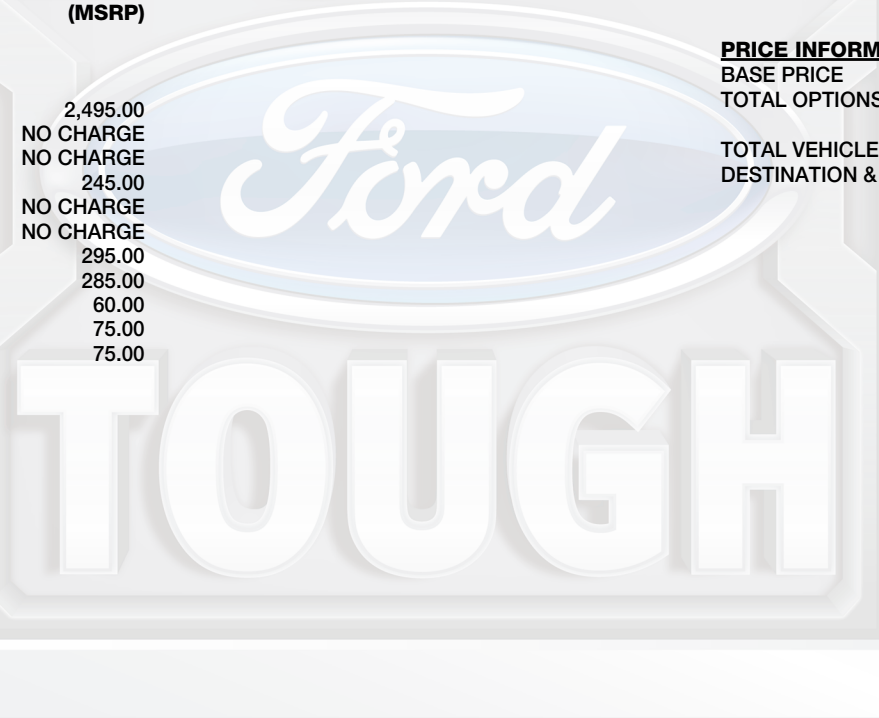 (MSRP)
2,495.00
NO CHARGE
NO CHARGE
245.00
NO CHARGE
NO CHARGE
295.00
285.00
60.00
75.00
75.00
PRICE INFORM
BASE PRICE
TOTAL OPTIONS
TOTAL VEHICLE
DESTINATION &
Ford
TOUGH